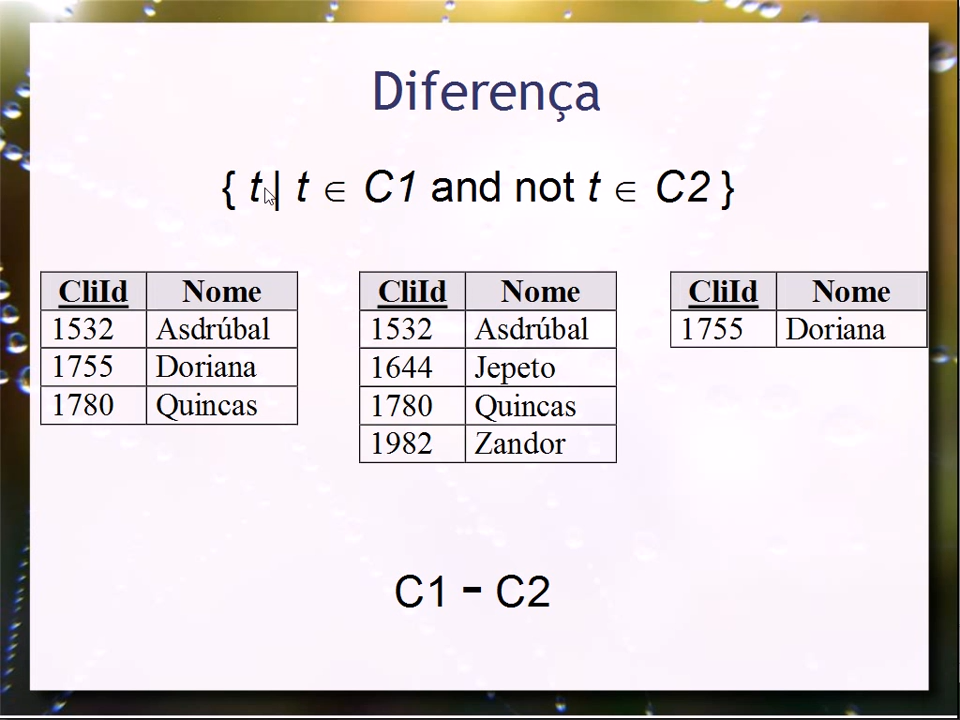 Diferença
{ t | t ∈ C1 and not t ∈ C2 }
CliId Nome
1532 Asdrúbal
1755 Doriana
1780 Quincas
CliId Nome
1532 Asdrúbal
1644 Jepeto
1780 Quincas
1982 Zandor
CliId Nome
1755 Doriana
C1 - C2